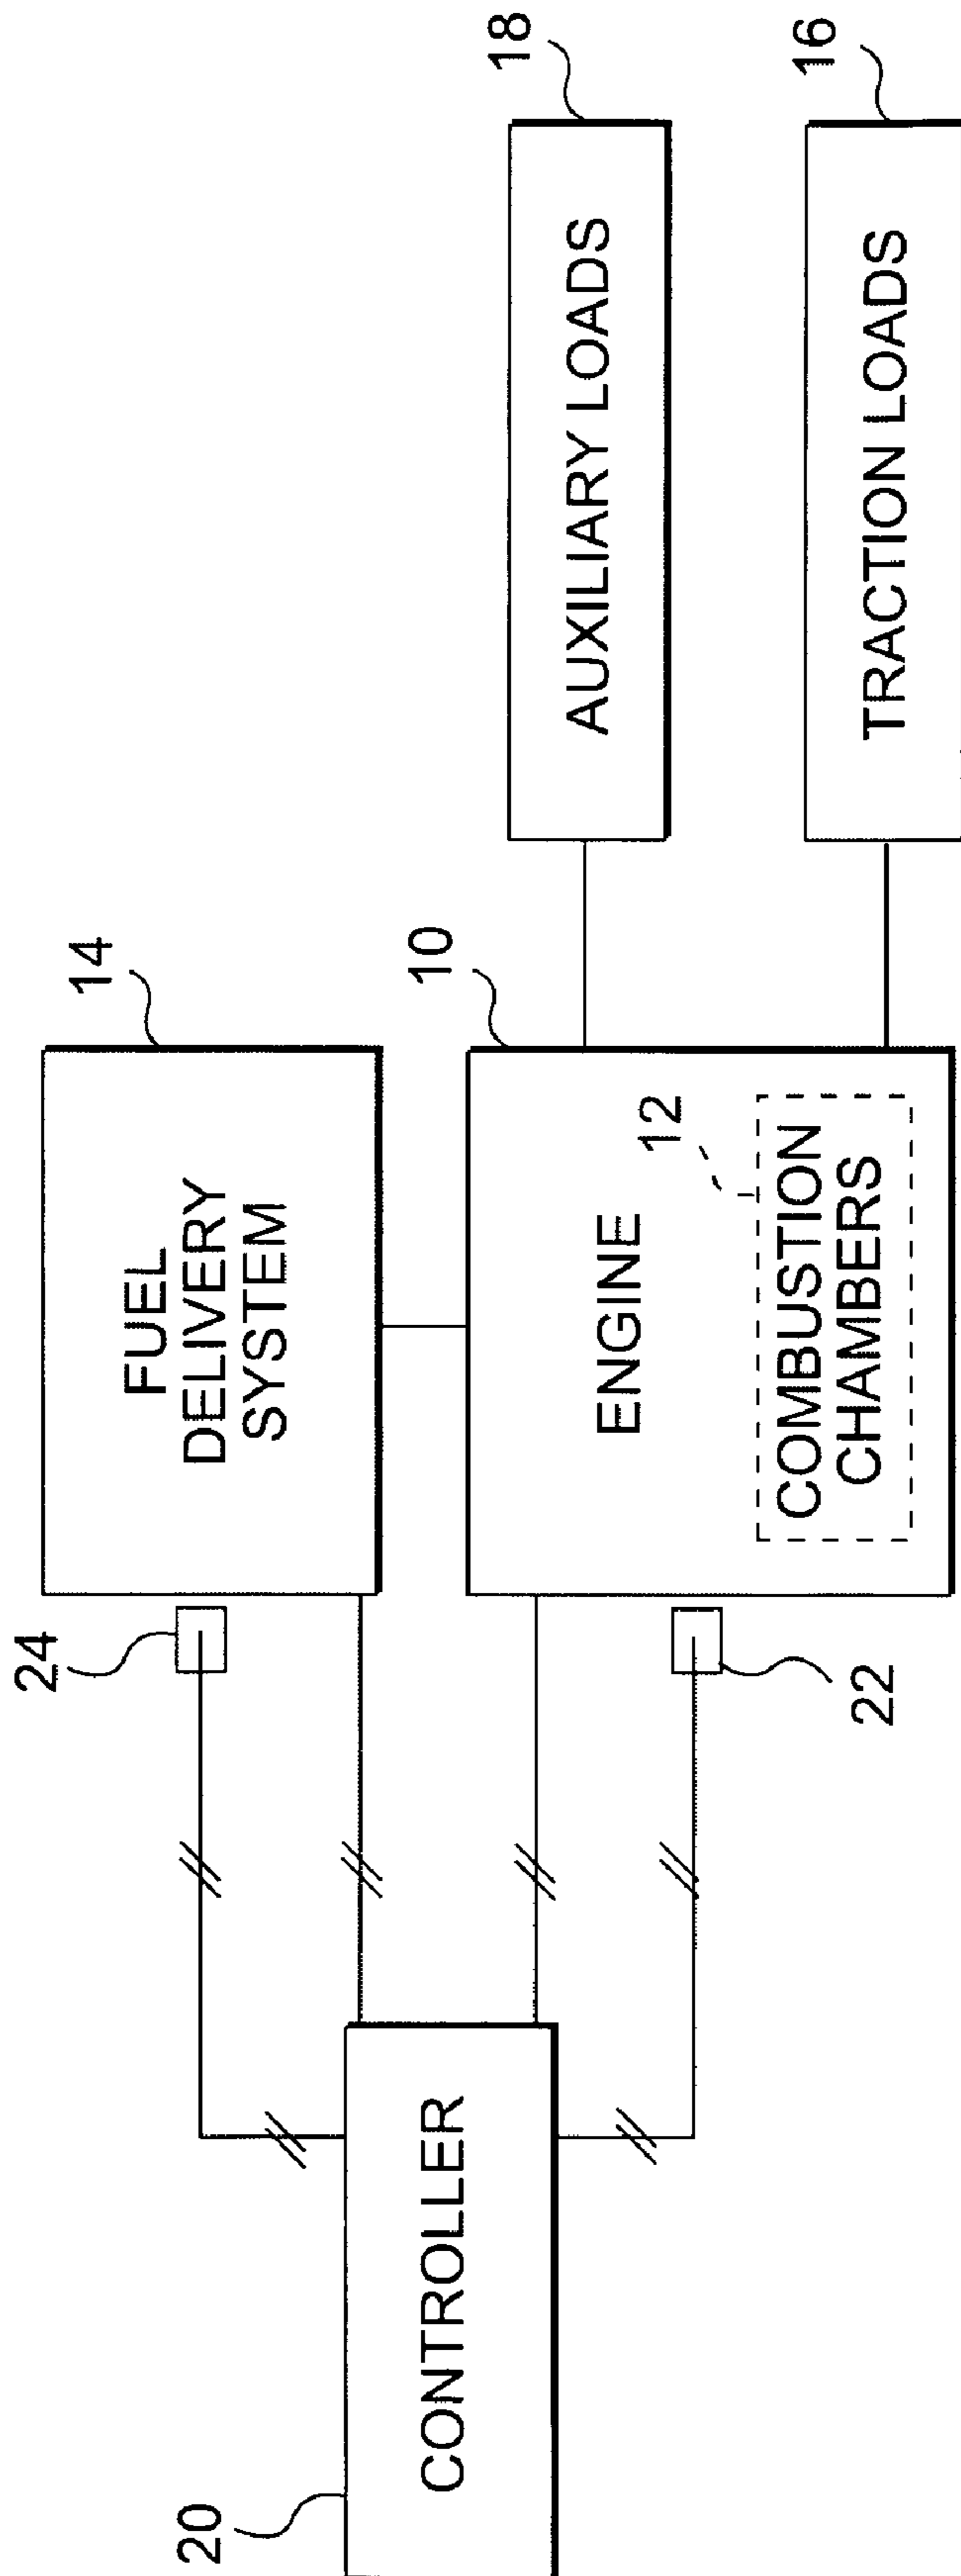 14
FUEL
DELIVERY
SYSTEM
24
18
AUXILIARY LOADS
10
ENGINE
12
COMBUSTION
CHAMBERS
16
TRACTION LOADS
20
CONTROLLER
22